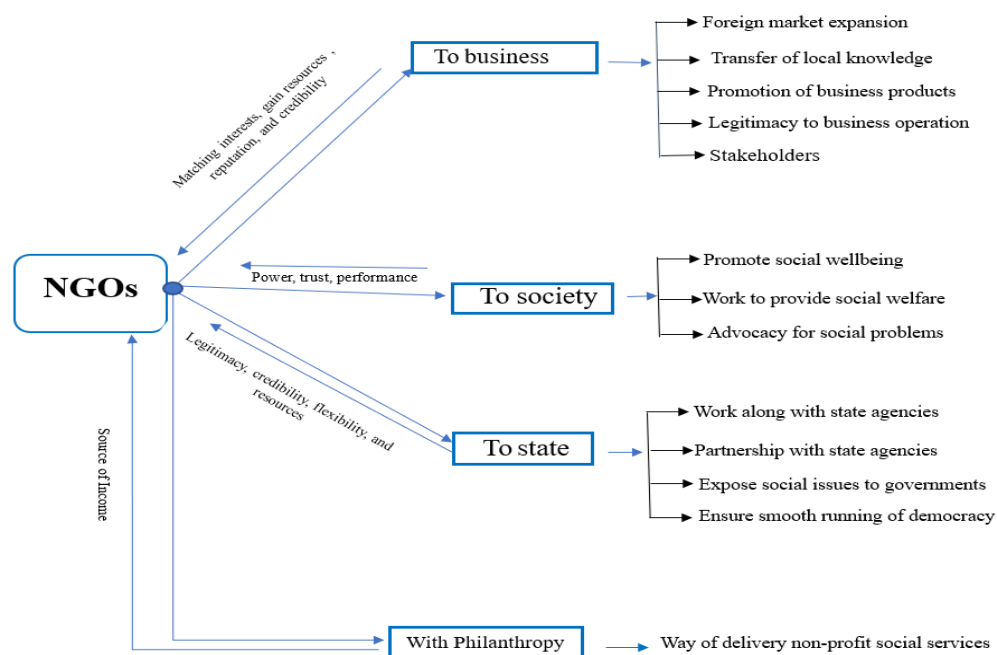 To business
Foreign market expansion
Transfer of local knowledge
Promotion of business products
Legitimacy to business operation
Stakeholders
Matching interests, gain resources ,
reputation, and credibility
NGOs
Power, trust, performance
To society
Promote social wellbeing
Work to provide social welfare
Advocacy for social problems
Legitimacy, credibility, flexibility, and
resources
To state
Work along with state agencies
Partnership with state agencies
Expose social issues to governments
Ensure smooth running of democracy
Source of Income
With Philanthropy
Way of delivery non-profit social services